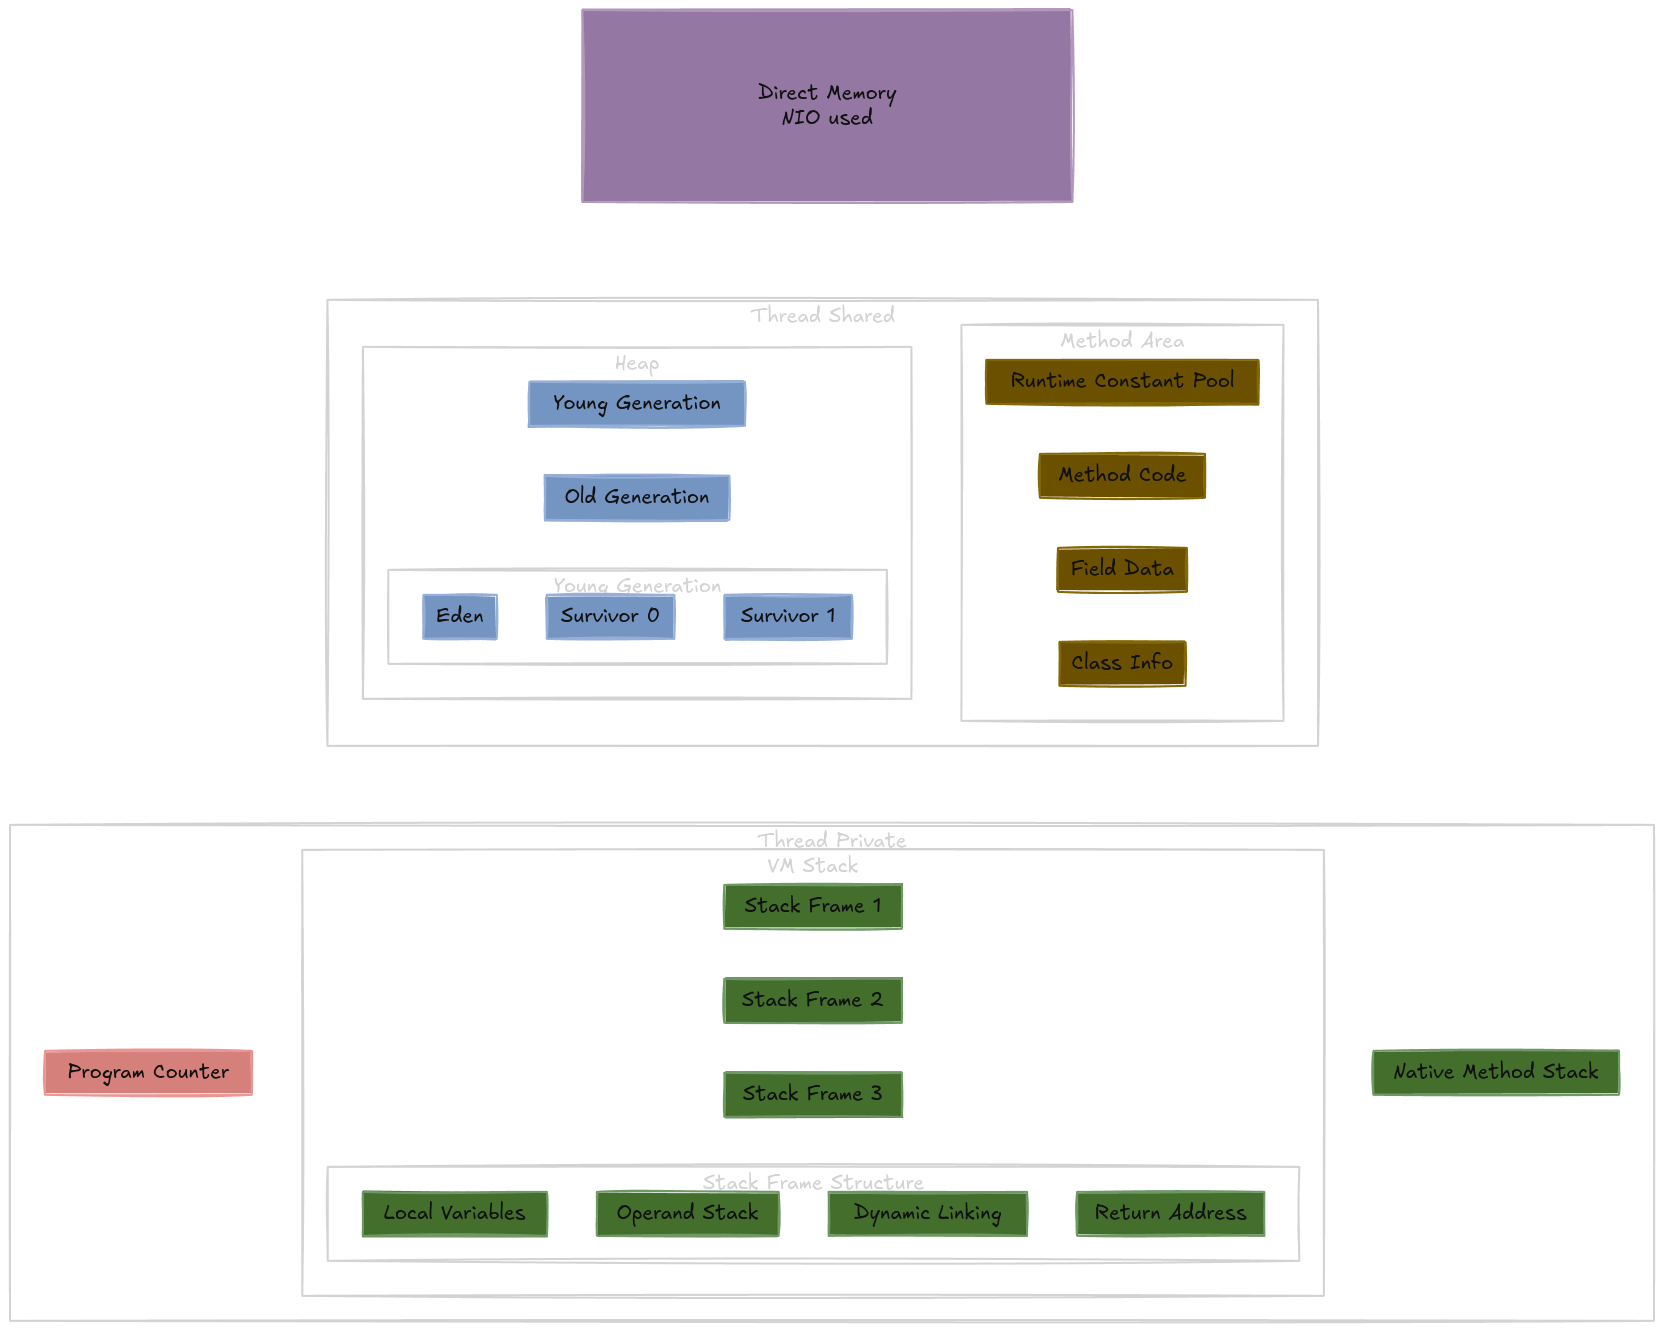 Direct Memory
NIO used
Thread Shared
Heap
Young Generation
Old Generation
Young Generation
Eden
Survivor 0
Survivor 1
Method Area
Runtime Constant Pool
Method Code
Field Data
Class Info
Thread Private
Program Counter
VM Stack
Stack Frame 1
Stack Frame 2
Stack Frame 3
Stack Frame Structure
Local Variables
Operand Stack
Dynamic Linking
Return Address
Native Method Stack